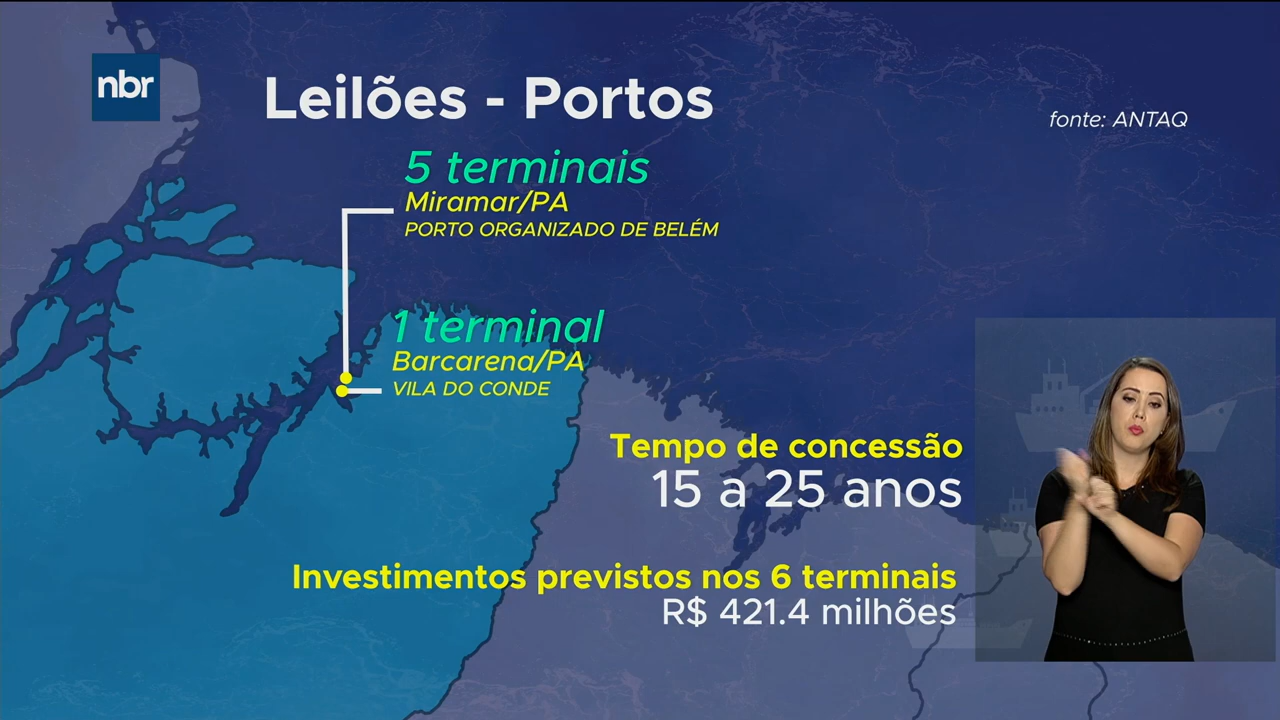 nbr
Leilões - Portos
fonte: ANTAQ
5 terminais
Miramar/PA
PORTO ORGANIZADO DE BELÉM
1 terminal
Barcarena/PA
VILA DO CONDE
Tempo de concessão
15 a 25 anos
Investimentos previstos nos 6 terminais
R$ 421.4 milhões